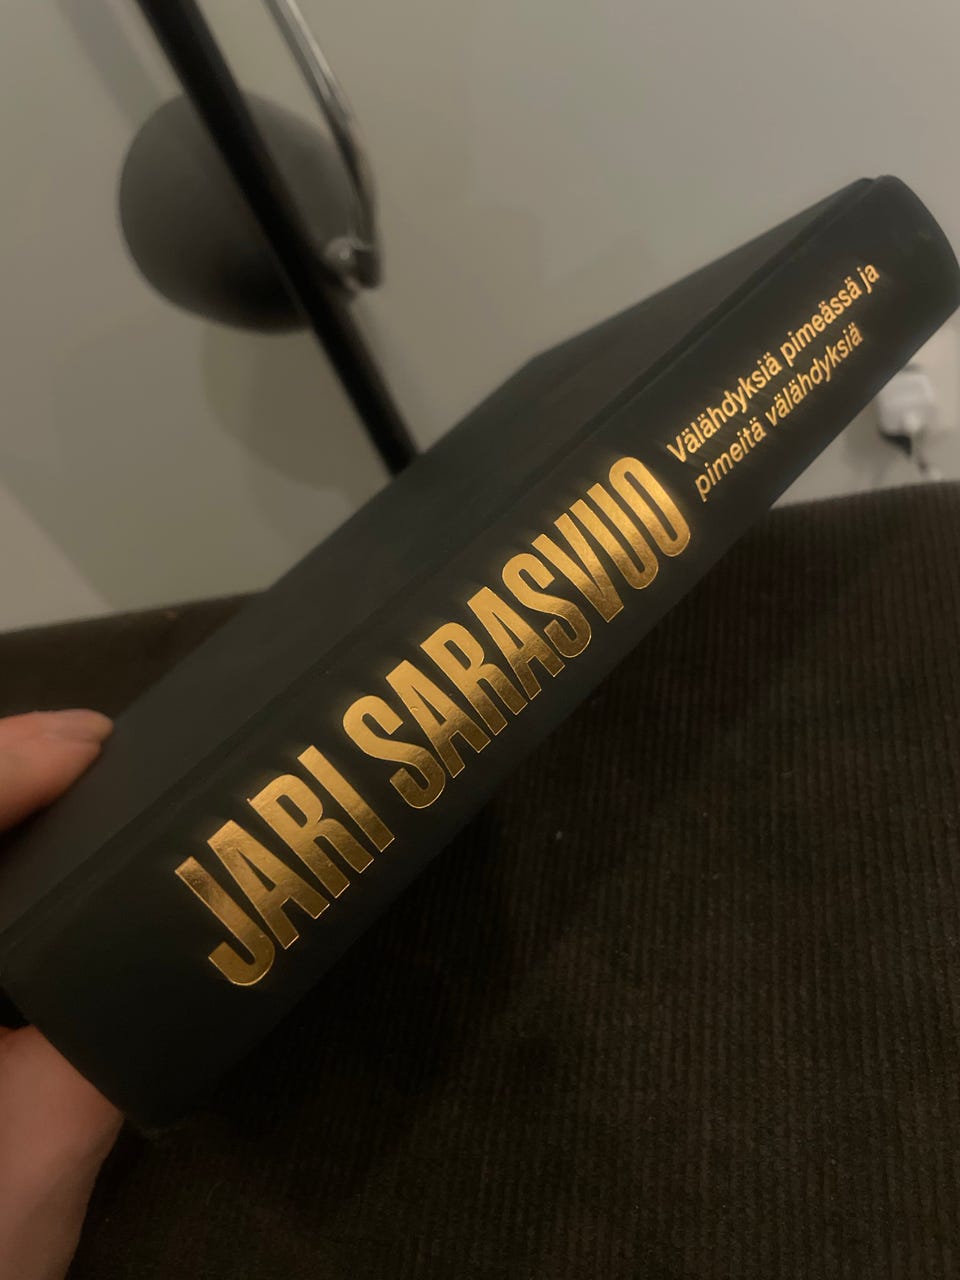 JARI SARASVUO
Välähdyksiä pimeässä ja
pimeitä välähdyksiä